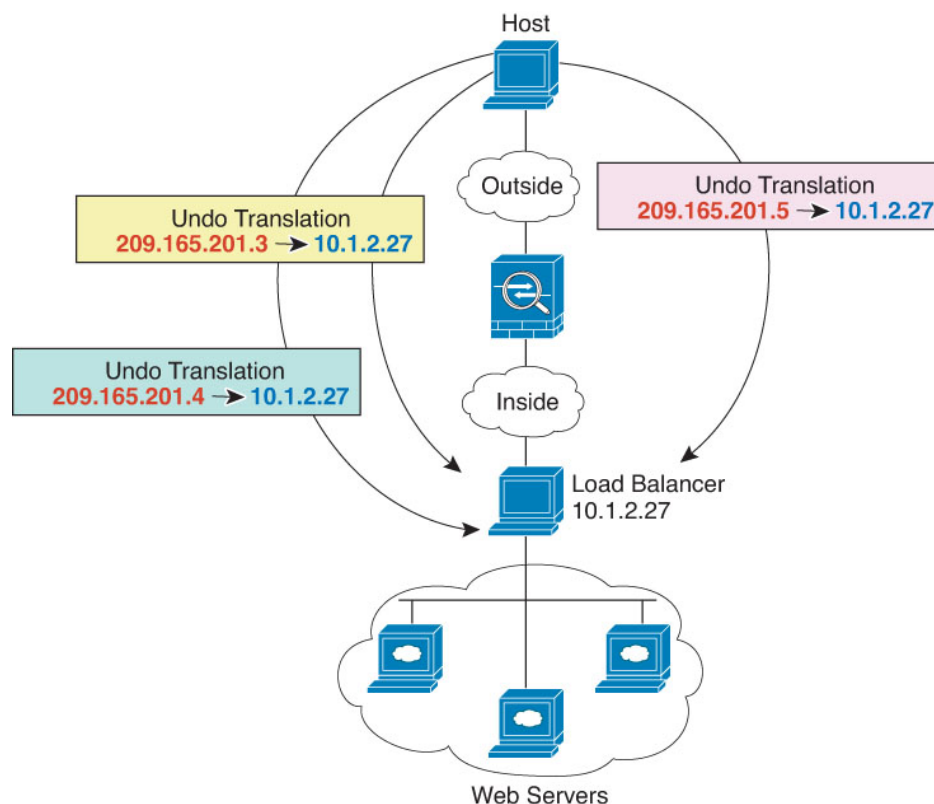 Host
Outside
Undo Translation
209.165.201.5 → 10.1.2.27
Undo Translation
209.165.201.3 → 10.1.2.27
Undo Translation
209.165.201.4 → 10.1.2.27
Inside
Load Balancer
10.1.2.27
Web Servers